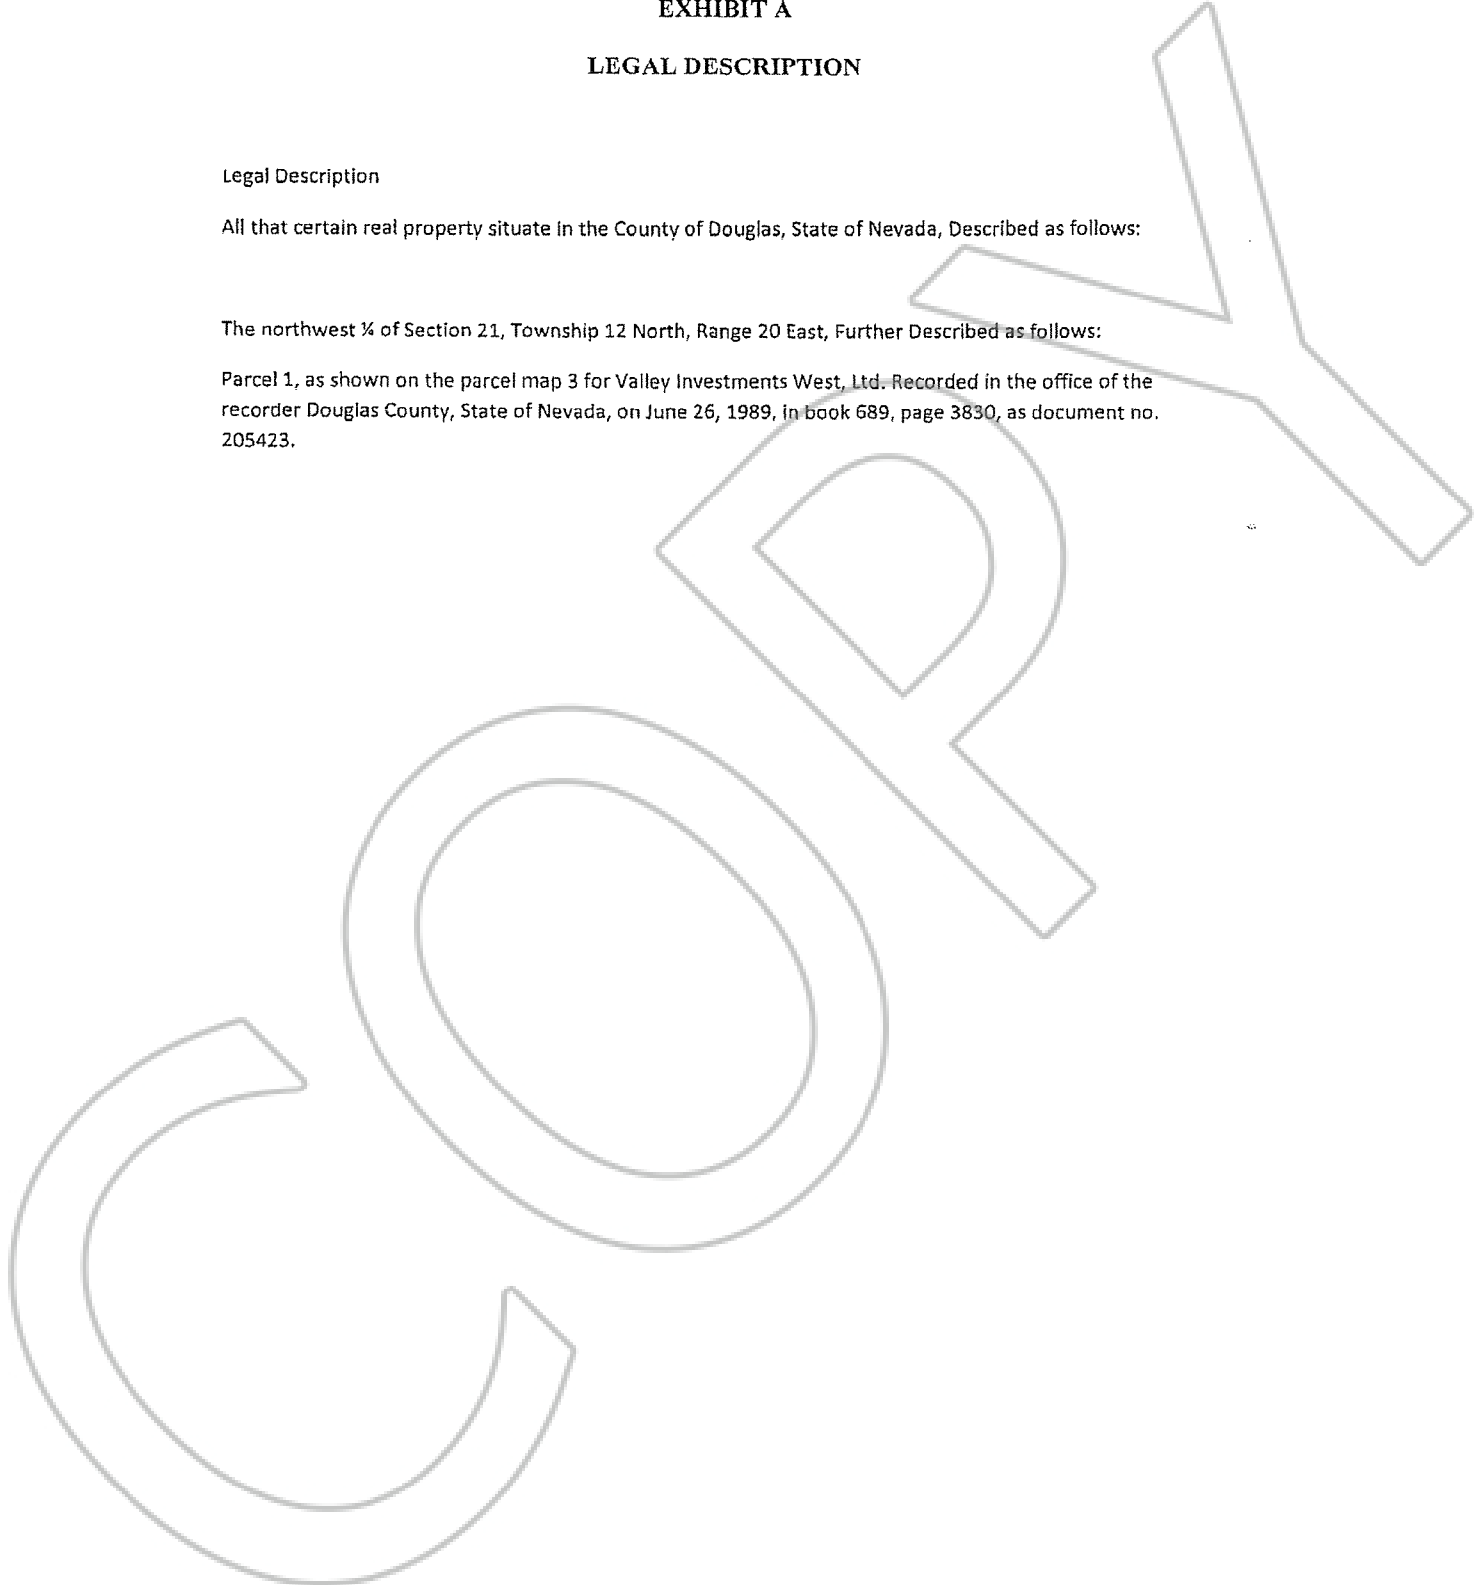 EXHIBIT A
LEGAL DESCRIPTION
Legal Description
All that certain real property situate in the County of Douglas, State of Nevada, Described as follows:
The northwest ¼ of Section 21, Township 12 North, Range 20 East, Further Described as follows:
Parcel 1, as shown on the parcel map 3 for Valley Investments West, Ltd. Recorded in the office of the
recorder Douglas County, State of Nevada, on June 26, 1989, in book 689, page 3830, as document no.
205423.
COPY